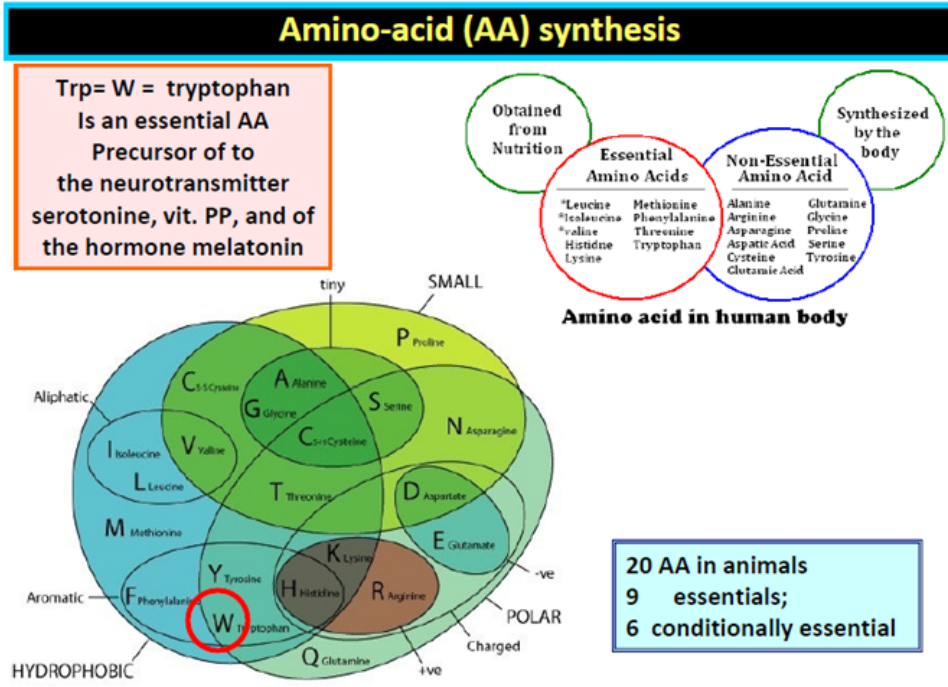 Amino-acid (AA) synthesis
Trp= W = tryptophan
Is an essential AA
Precursor of to
the neurotransmitter
serotonine, vit. PP, and of
the hormone melatonin
Obtained
from
Nutrition
Synthesized
by the
body
Essential
Amino Acids
*Leucine Methionine
*Isoleucine Phenylalanine
*valine Threonine
Histidne Tryptophan
Lysine
Non-Essential
Amino Acid
Alanine Glutamine
Arginine Glycine
Asparagine Proline
Aspatic Acid Serine
Cysteine Tyrosine
Glutamic Acid
Amino acid in human body
tiny
SMALL
P Proline
Aliphatic
C S-S Cysteine
A Alanine
G Glycine
S Serine
C S-H Cysteine
N Asparagine
I Isoleucine
V Valline
L Leucine
T Threonine
D Aspartate
M Methionine
K Lysine
E Glutamate
-ve
Y Tyrosine
Aromatic
F Phenylalanine
H Histidine
R Arginine
POLAR
W Tryptophan
Charged
Q Glutamine
+ve
HYDROPHOBIC
20 AA in animals
9 essentials;
6 conditionally essential